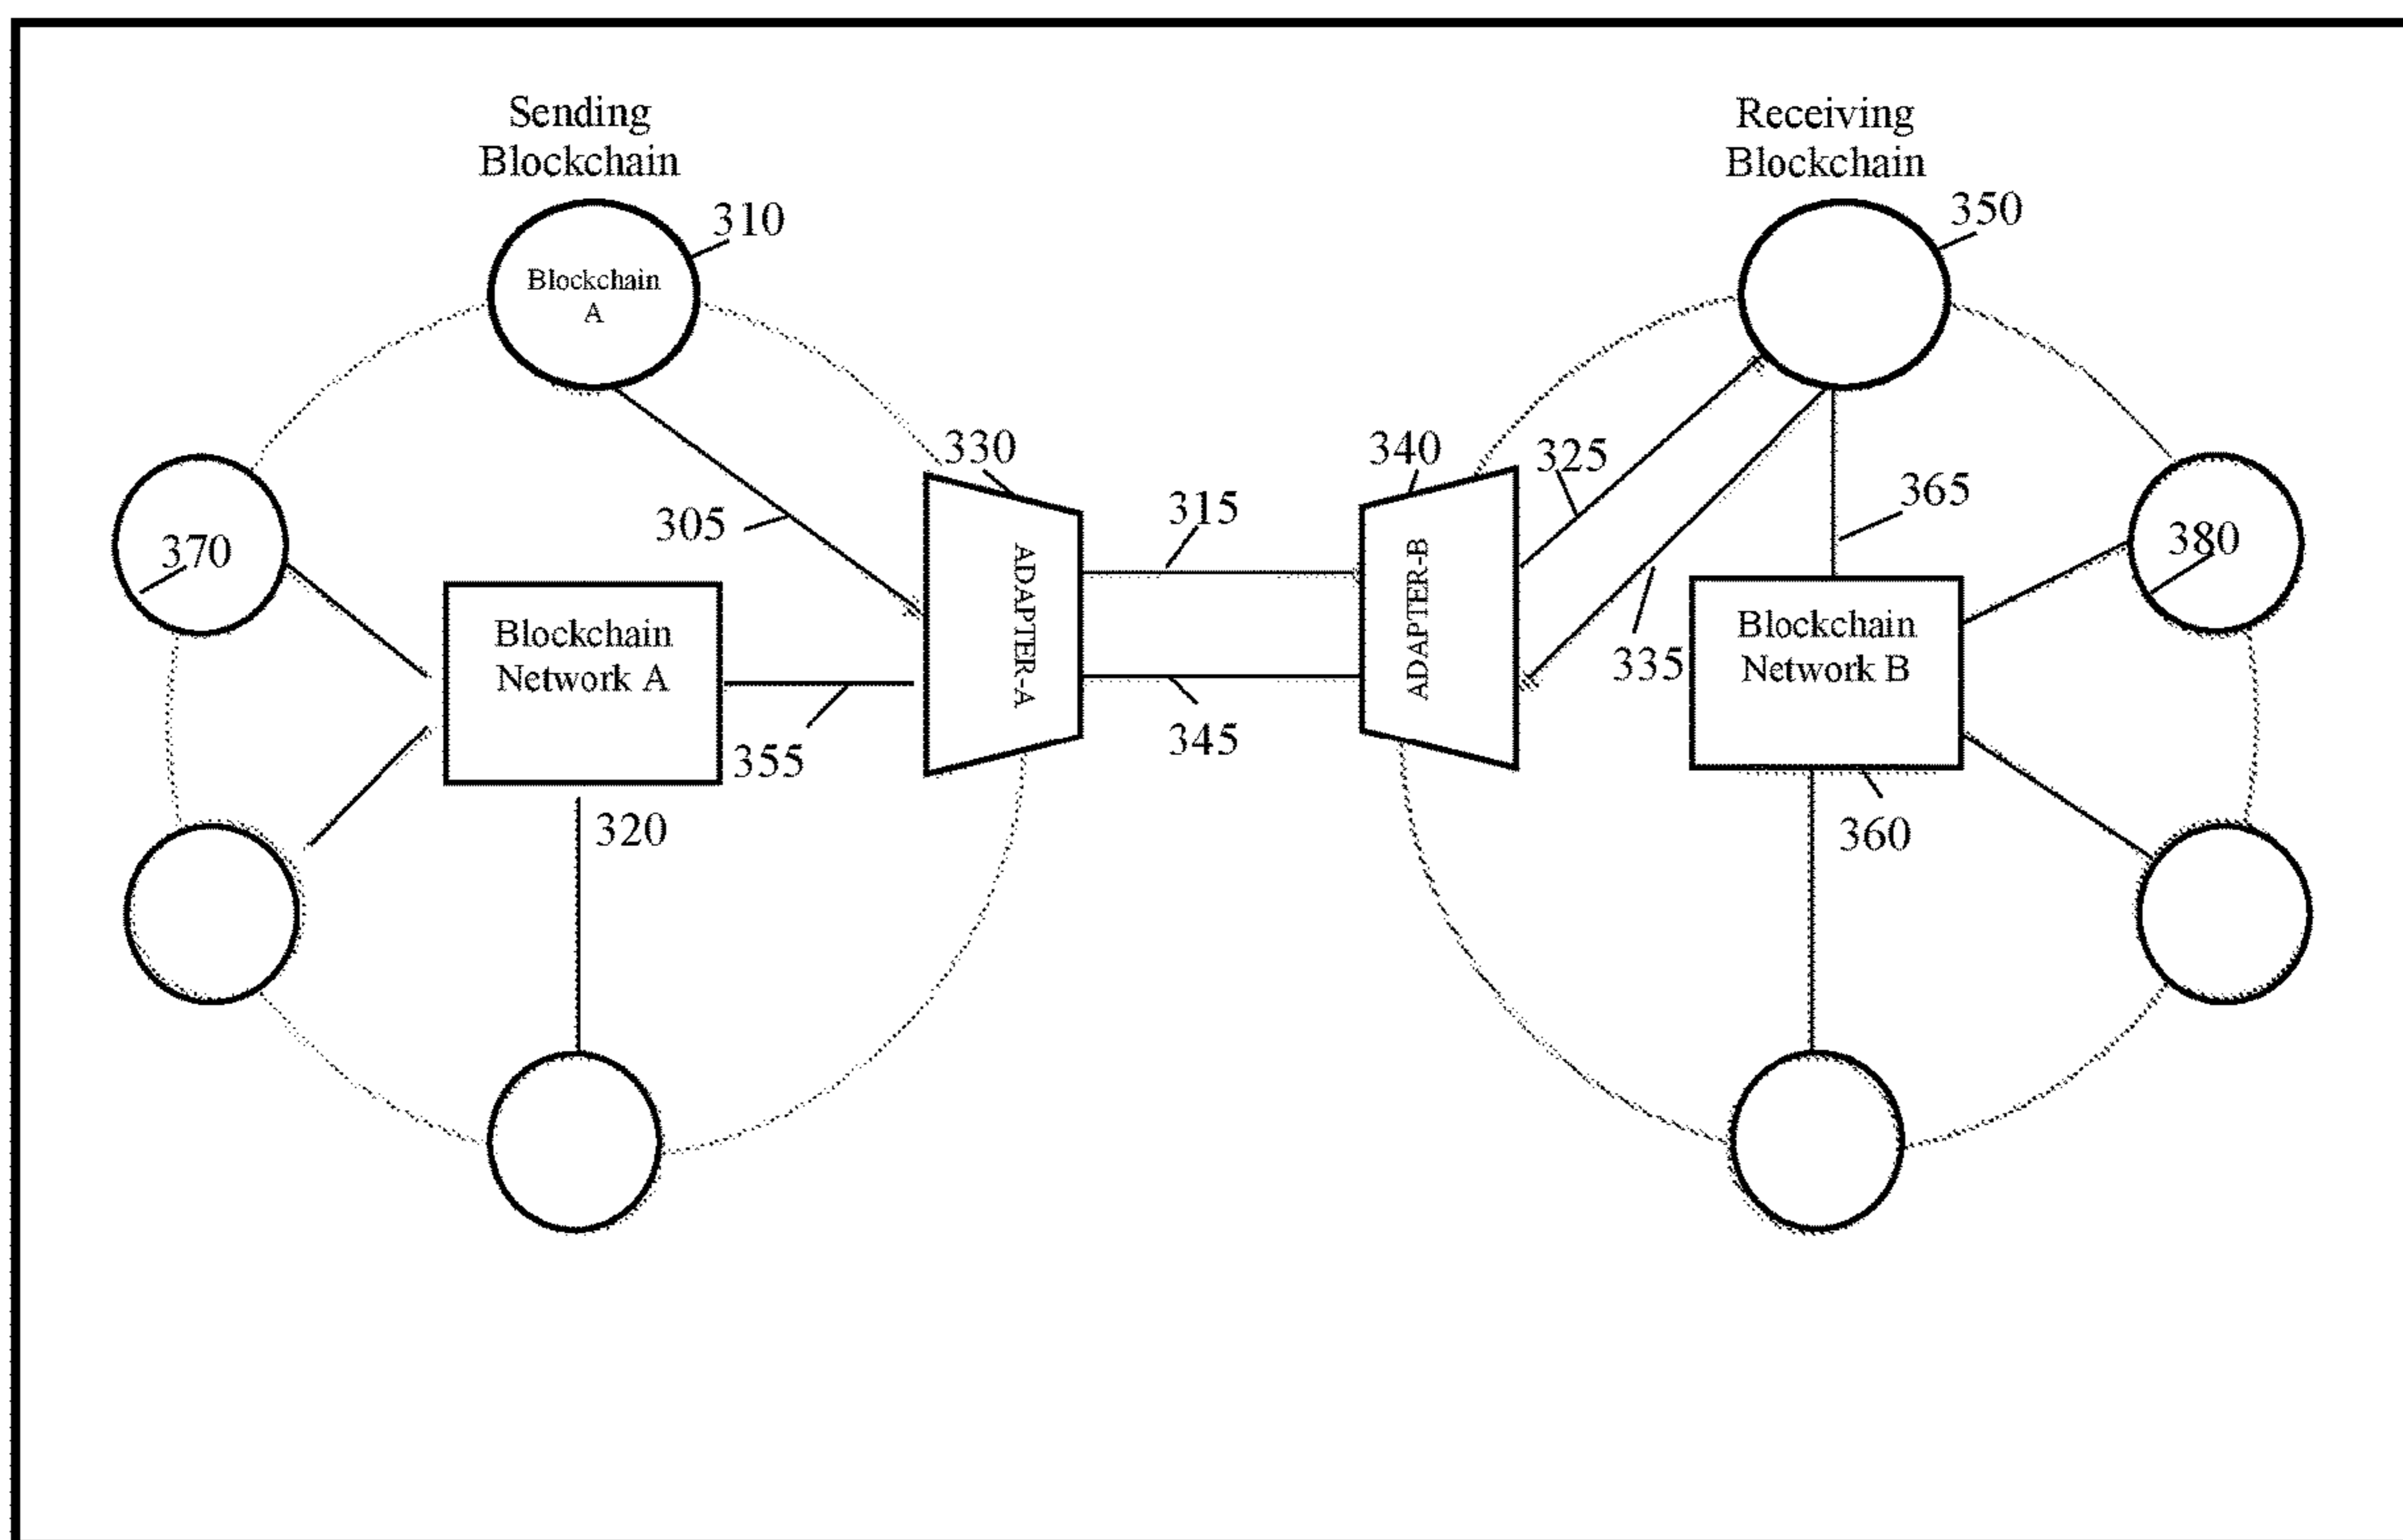 Sending
Blockchain
310
Blockchain
A
Receiving
Blockchain
350
330
340
325
305
315
365
370
380
ADAPTER-A
ADAPTER-B
Blockchain
Network A
335
Blockchain
Network B
355
345
320
360